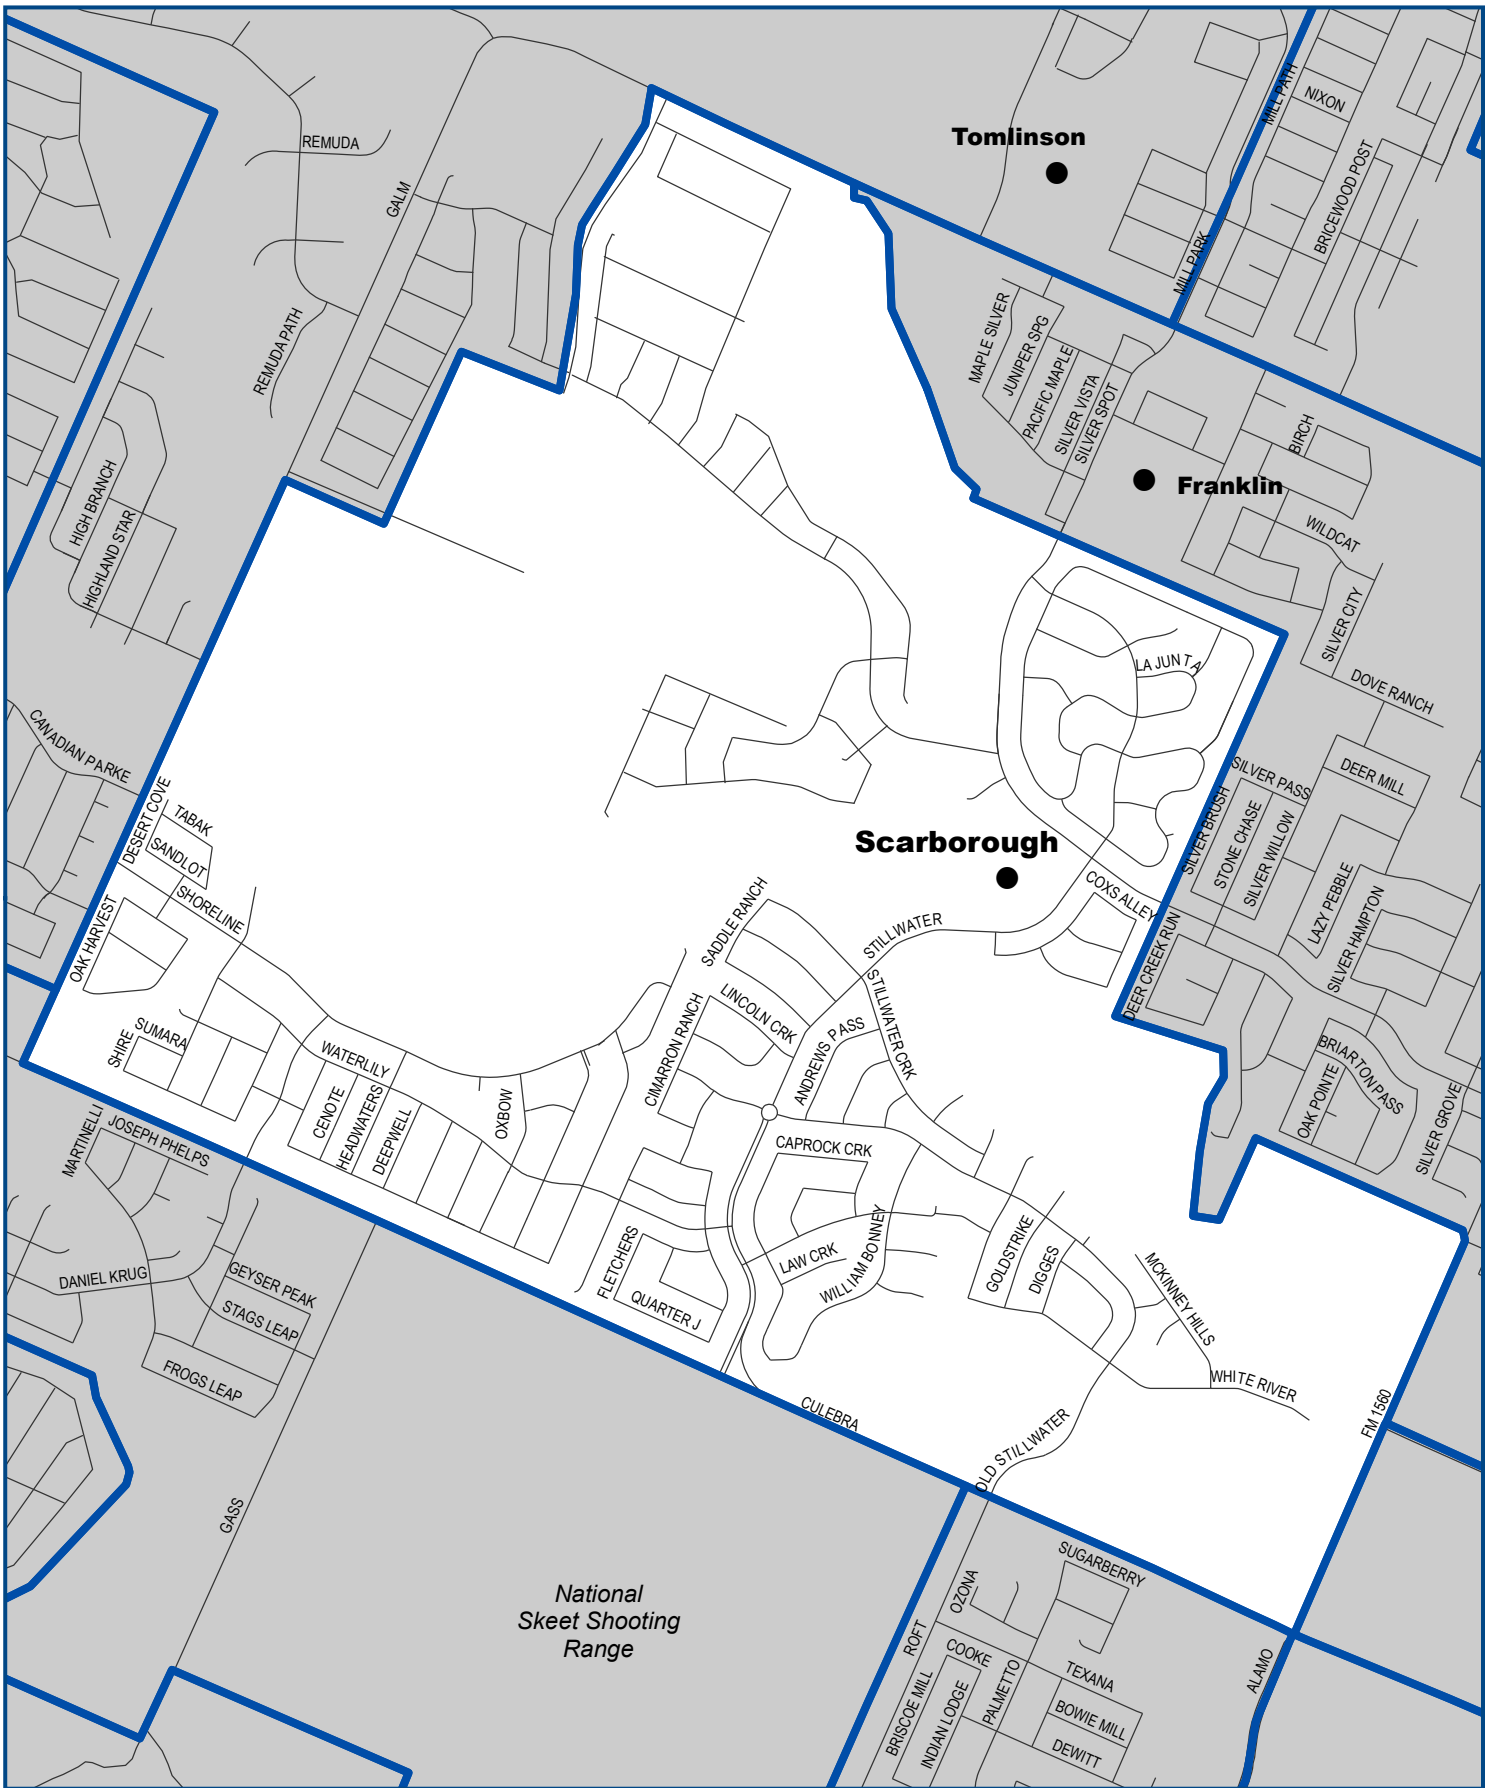 MILL PATH
NIXON
Tomlinson
REMUDA
BRICEWOOD POST
GALM
MILL PARK
REMUDA PATH
MAPLE SILVER
JUNIPER SPG
PACIFIC MAPLE
SILVER VISTA
SILVER SPOT
BIRCH
Franklin
HIGH BRANCH
HIGHLAND STAR
WILDCAT
SILVER CITY
LA JUNTA
DOVE RANCH
CANADIAN PARKE
DESERT COVE
TABAK
SANDLOT
SILVER PASS
DEER MILL
SILVER BRUSH
STONE CHASE
SILVER WILLOW
Scarborough
COXS ALLEY
SHORELINE
OAK HARVEST
SADDLE RANCH
STILLWATER
LAZY PEBBLE
SILVER HAMPTON
DEER CREEK RUN
STILLWATER CRK
LINCOLN CRK
CIMARRON RANCH
ANDREWS PASS
SHIRE
SUMARA
WATERLILY
CENOTE
HEADWATERS
DEEPWELL
OXBOW
BRIARTON PASS
OAK POINTE
SILVER GROVE
MARTINELLI
JOSEPH PHELPS
CAPROCK CRK
WILLIAM BONNEY
LAW CRK
GOLDSTRIKE
DIGGES
MCKINNEY HILLS
FLETCHERS
QUARTER J
DANIEL KRUG
GEYSER PEAK
STAGS LEAP
FROGS LEAP
WHITE RIVER
CULEBRA
FM 1560
OLD STILLWATER
GASS
National
Skeet Shooting
Range
SUGARBERRY
OZONA
ROFT
COOKE
BRISCOE MILL
INDIAN LODGE
PALMETTO
TEXANA
BOWIE MILL
DEWITT
ALAMO